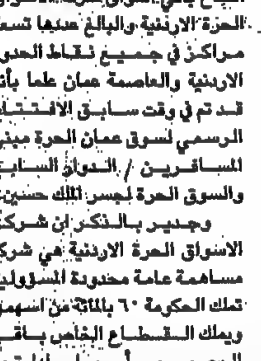 الحرة الاردنية والبالغ عددها تسعة
مراكز في جميع نقاط الحدود
الاردنية والعاصمة عمان علما بأنه
قد تم في وقت سابق الافتتاح
الرسمي لسوق عمان الحرة مبنى
المسافرين / الدوار السابع
والسوق الحرة لجسر الملك حسين.
وجدير بالذكر ان شركة
الاسواق الحرة الاردنية هي شركة
مساهمة عامة محدودة المسؤولية
تملك الحكومة ٦٠ بالمائة من اسهمها
ويملك القطاع الخاص باقي